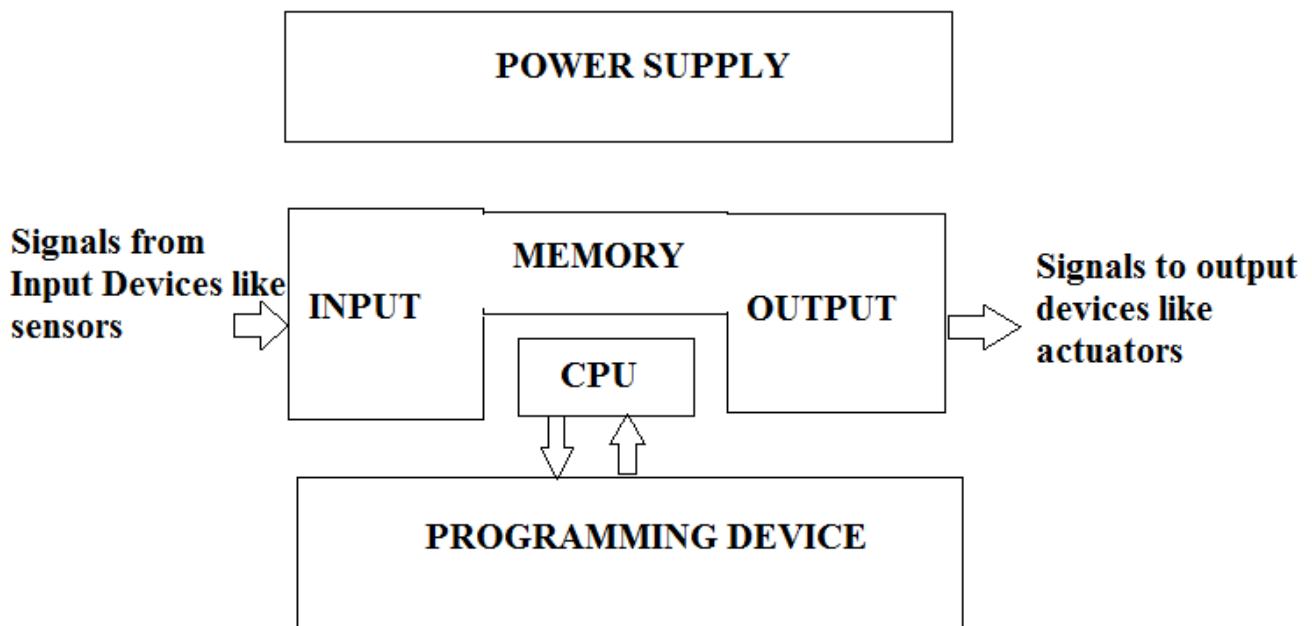 POWER SUPPLY
Signals from
Input Devices like
sensors
INPUT
MEMORY
CPU
OUTPUT
Signals to output
devices like
actuators
PROGRAMMING DEVICE